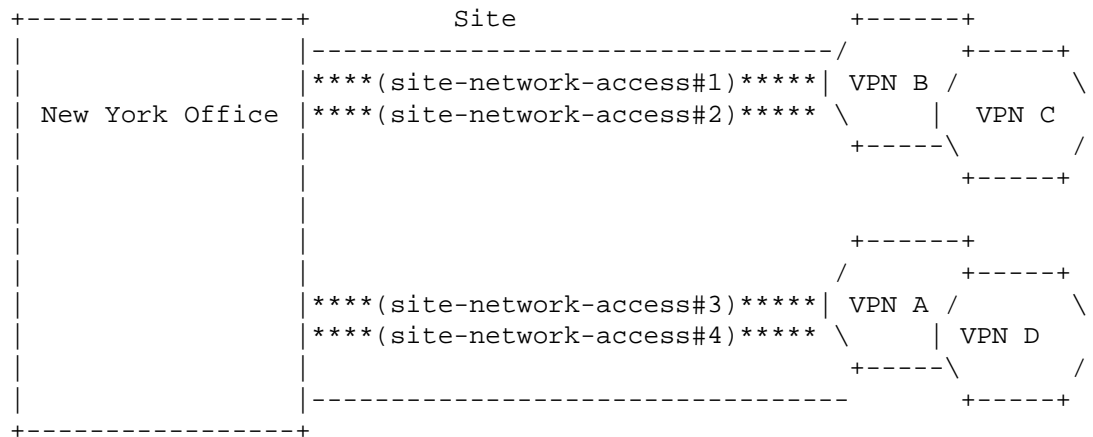 +------------------+         Site                      +------+
|                  |---------------------------------/       +-----+
|                  |****(site-network-access#1)*****| VPN B /       \
| New York Office  |****(site-network-access#2)***** \     |  VPN C
|                  |                                  +-----\       /
|                  |                                         +-----+
|                  |
|                  |                                  +------+
|                  |                                 /       +-----+
|                  |****(site-network-access#3)*****| VPN A /       \
|                  |****(site-network-access#4)***** \     | VPN D
|                  |                                  +-----\       /
|                  |----------------------------------       +-----+
+------------------+